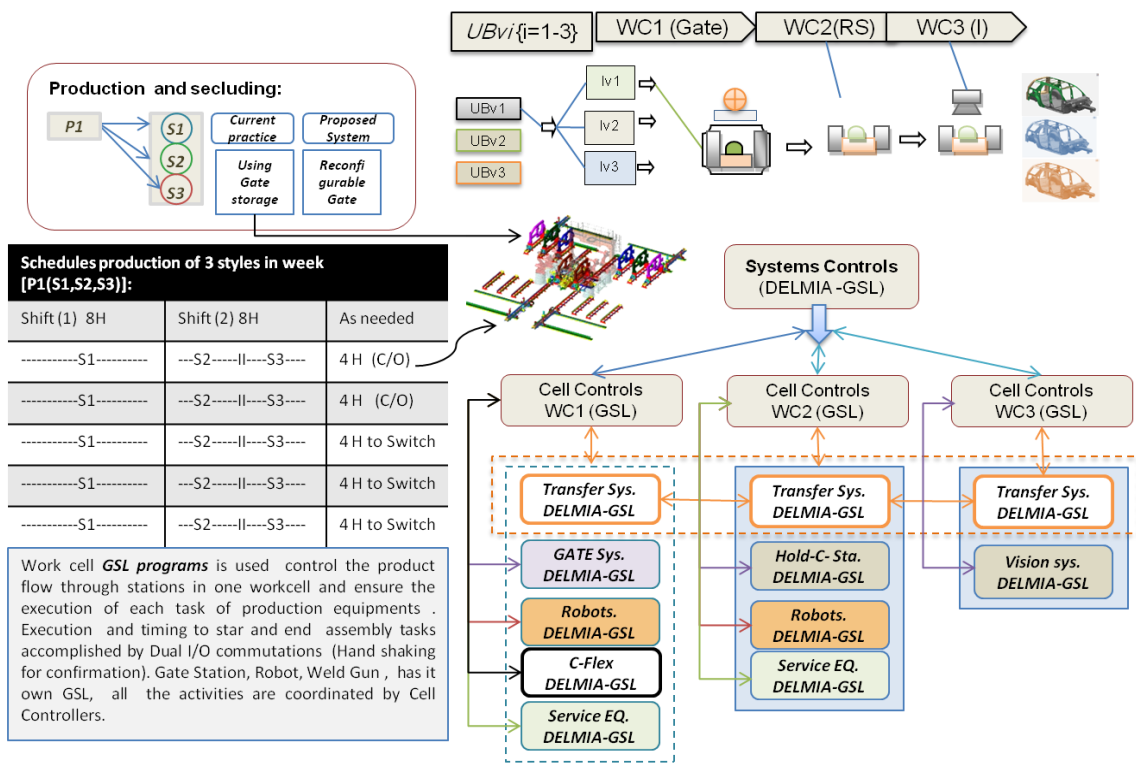 UBvi{i=1-3}
WC1 (Gate)
WC2(RS)
WC3 (I)
Production and secluding:
P1
S1
S2
S3
Current
practice
Proposed
System
Using
Gate
storage
Reconfi
gurable
Gate
UBv1
UBv2
UBv3
Iv1
Iv2
Iv3
Schedules production of 3 styles in week
[P1(S1,S2,S3)]:
Shift (1) 8H
Shift (2) 8H
As needed
-----------S1----------
---S2-----II----S3----
4 H (C/O)
-----------S1----------
---S2-----II----S3----
4 H (C/O)
-----------S1----------
---S2-----II----S3----
4 H to Switch
-----------S1----------
---S2-----II----S3----
4 H to Switch
-----------S1----------
---S2-----II----S3----
4 H to Switch
Work cell GSL programs is used control the product
flow through stations in one workcell and ensure the
execution of each task of production equipments .
Execution and timing to star and end assembly tasks
accomplished by Dual I/O commutations (Hand shaking
for confirmation). Gate Station, Robot, Weld Gun , has it
own GSL, all the activities are coordinated by Cell
Controllers.
Systems Controls
(DELMIA -GSL)
Cell Controls
WC1 (GSL)
Cell Controls
WC2 (GSL)
Cell Controls
WC3 (GSL)
Transfer Sys.
DELMIA-GSL
Transfer Sys.
DELMIA-GSL
Transfer Sys.
DELMIA-GSL
GATE Sys.
DELMIA-GSL
Robots.
DELMIA-GSL
C-Flex
DELMIA-GSL
Service EQ.
DELMIA-GSL
Hold-C- Sta.
DELMIA-GSL
Robots.
DELMIA-GSL
Service EQ.
DELMIA-GSL
Vision sys.
DELMIA-GSL